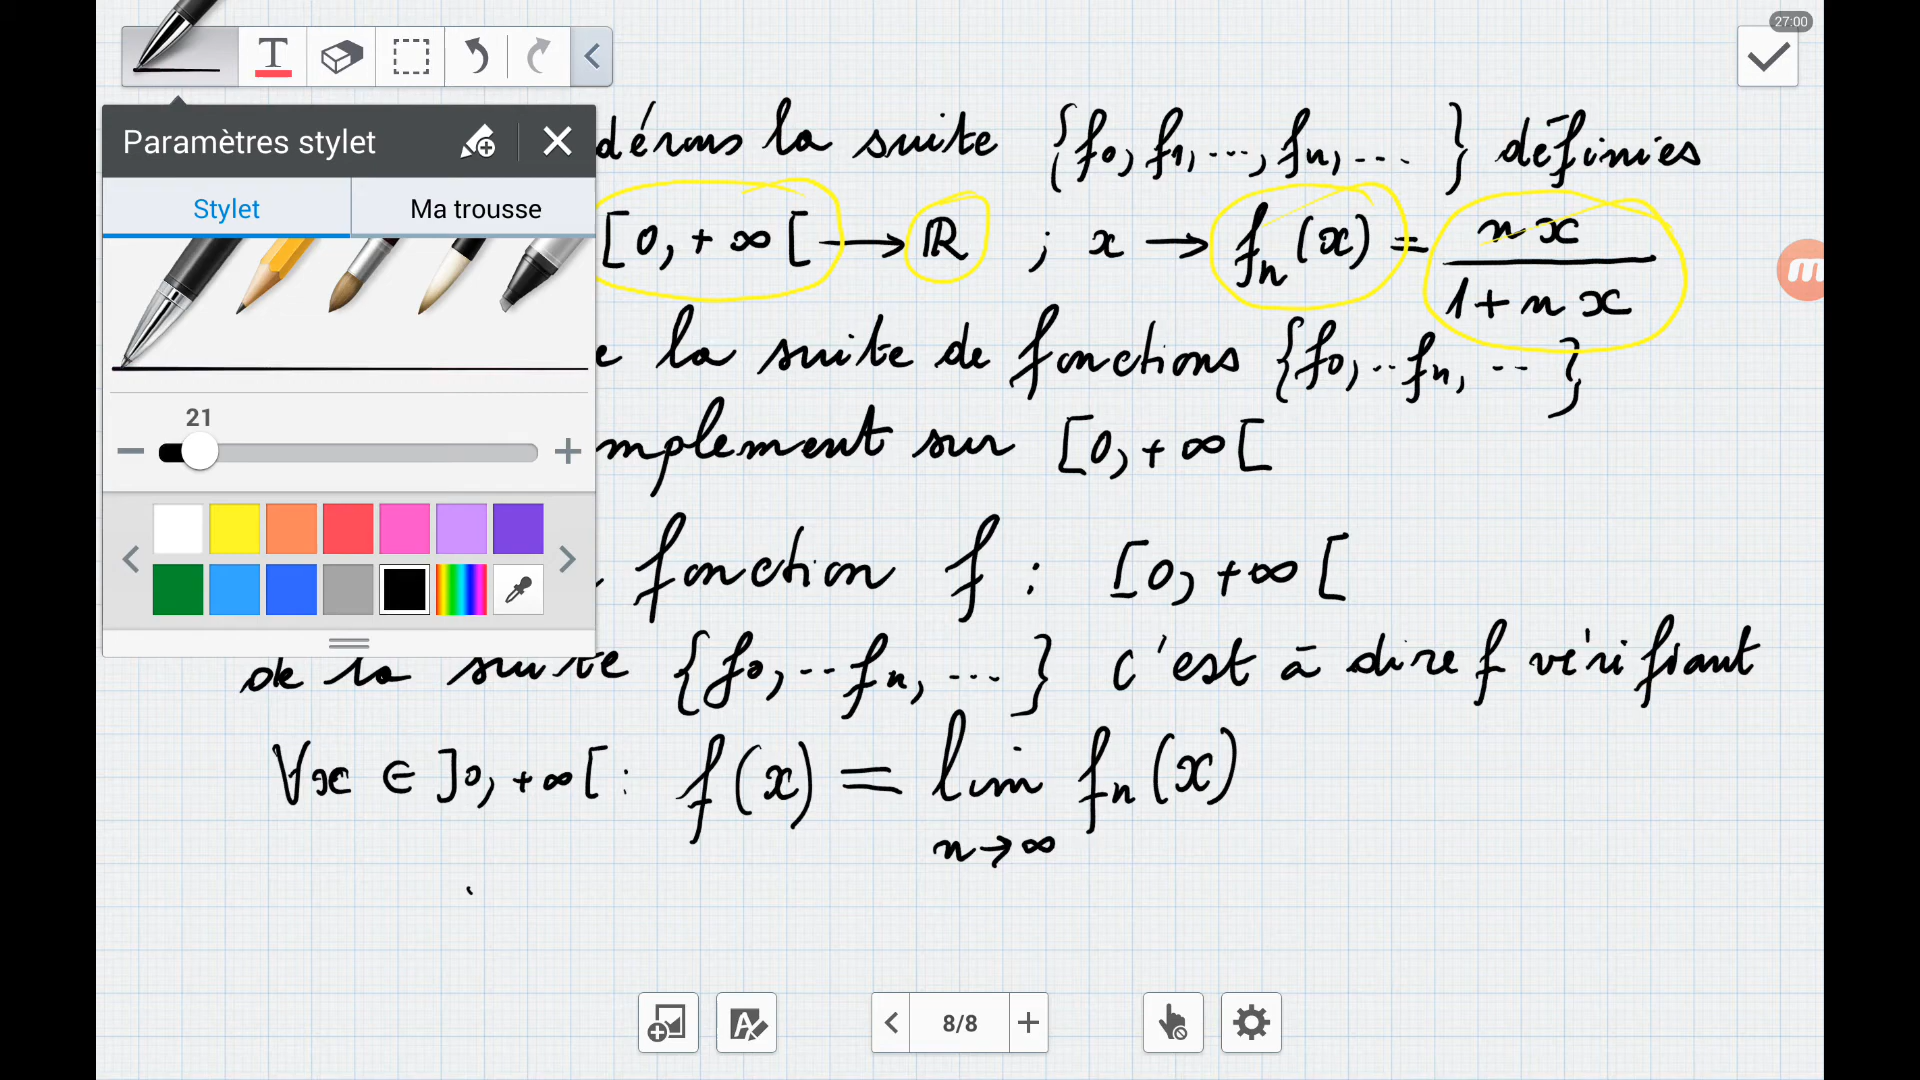 27:00
T
Paramètres stylet
Stylet Ma trousse
21
dérons la suite {f0, f1, ..., fn, ... } définies
[0, + ∞ [ → ℝ ; x → fn (x) = nx / 1 + nx
e la suite de fonctions {f0, .. fn, .. }
mplement sur [0, + ∞ [
fonction f : [0, +∞ [
de la suite {f0, .. fn, ... } c'est à dire f vérifiant
∀x ∈ ]0, +∞ [ : f(x) = lim fn (x)
n → ∞
A
8/8